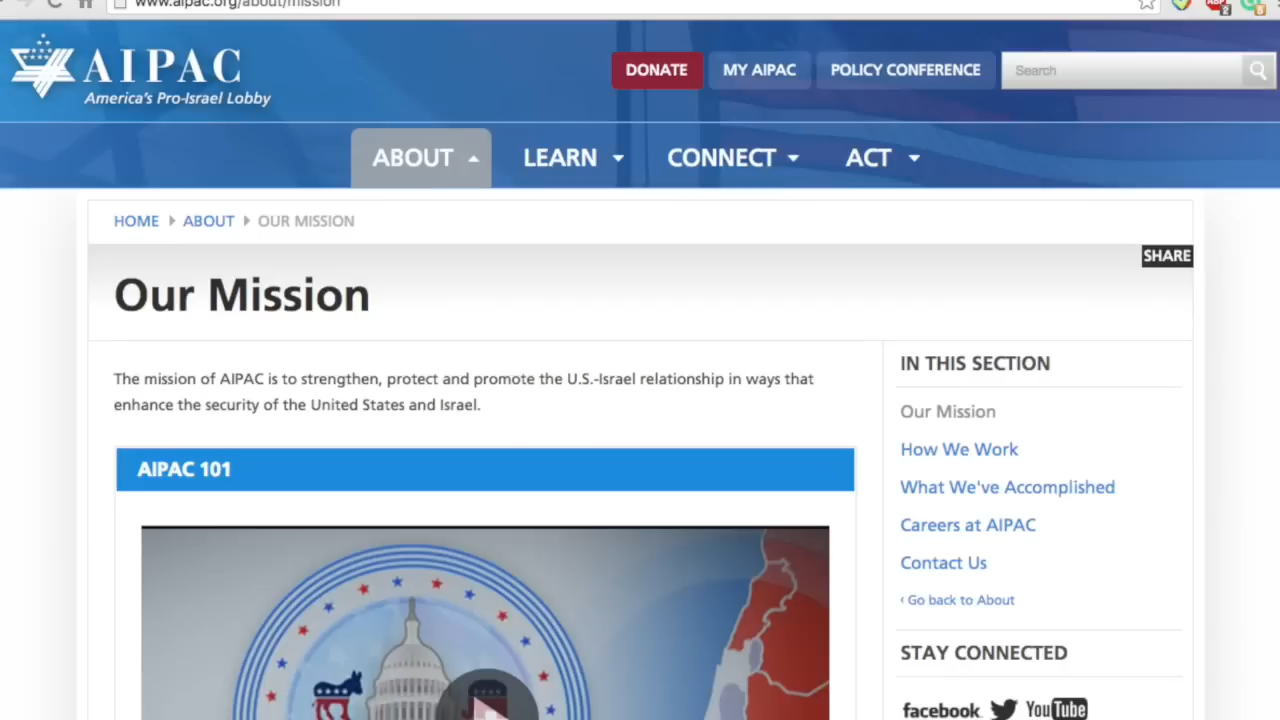 www.aipac.org/about/mission
AIPAC
America's Pro-Israel Lobby
DONATE
MY AIPAC
POLICY CONFERENCE
Search
ABOUT
LEARN
CONNECT
ACT
HOME
ABOUT
OUR MISSION
SHARE
Our Mission
The mission of AIPAC is to strengthen, protect and promote the U.S.-Israel relationship in ways that
enhance the security of the United States and Israel.
AIPAC 101
IN THIS SECTION
Our Mission
How We Work
What We've Accomplished
Careers at AIPAC
Contact Us
‹ Go back to About
STAY CONNECTED
facebook
YouTube